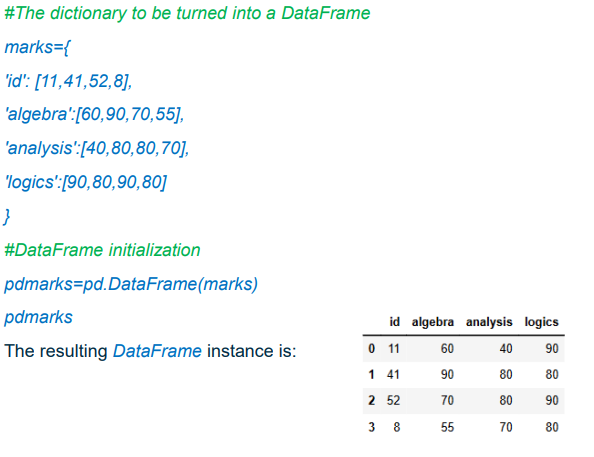 #The dictionary to be turned into a DataFrame
marks={
'id': [11,41,52,8],
'algebra':[60,90,70,55],
'analysis':[40,80,80,70],
'logics':[90,80,90,80]
}
#DataFrame initialization
pdmarks=pd.DataFrame(marks)
pdmarks
The resulting DataFrame instance is:
id algebra analysis logics
0 11 60 40 90
1 41 90 80 80
2 52 70 80 90
3 8 55 70 80